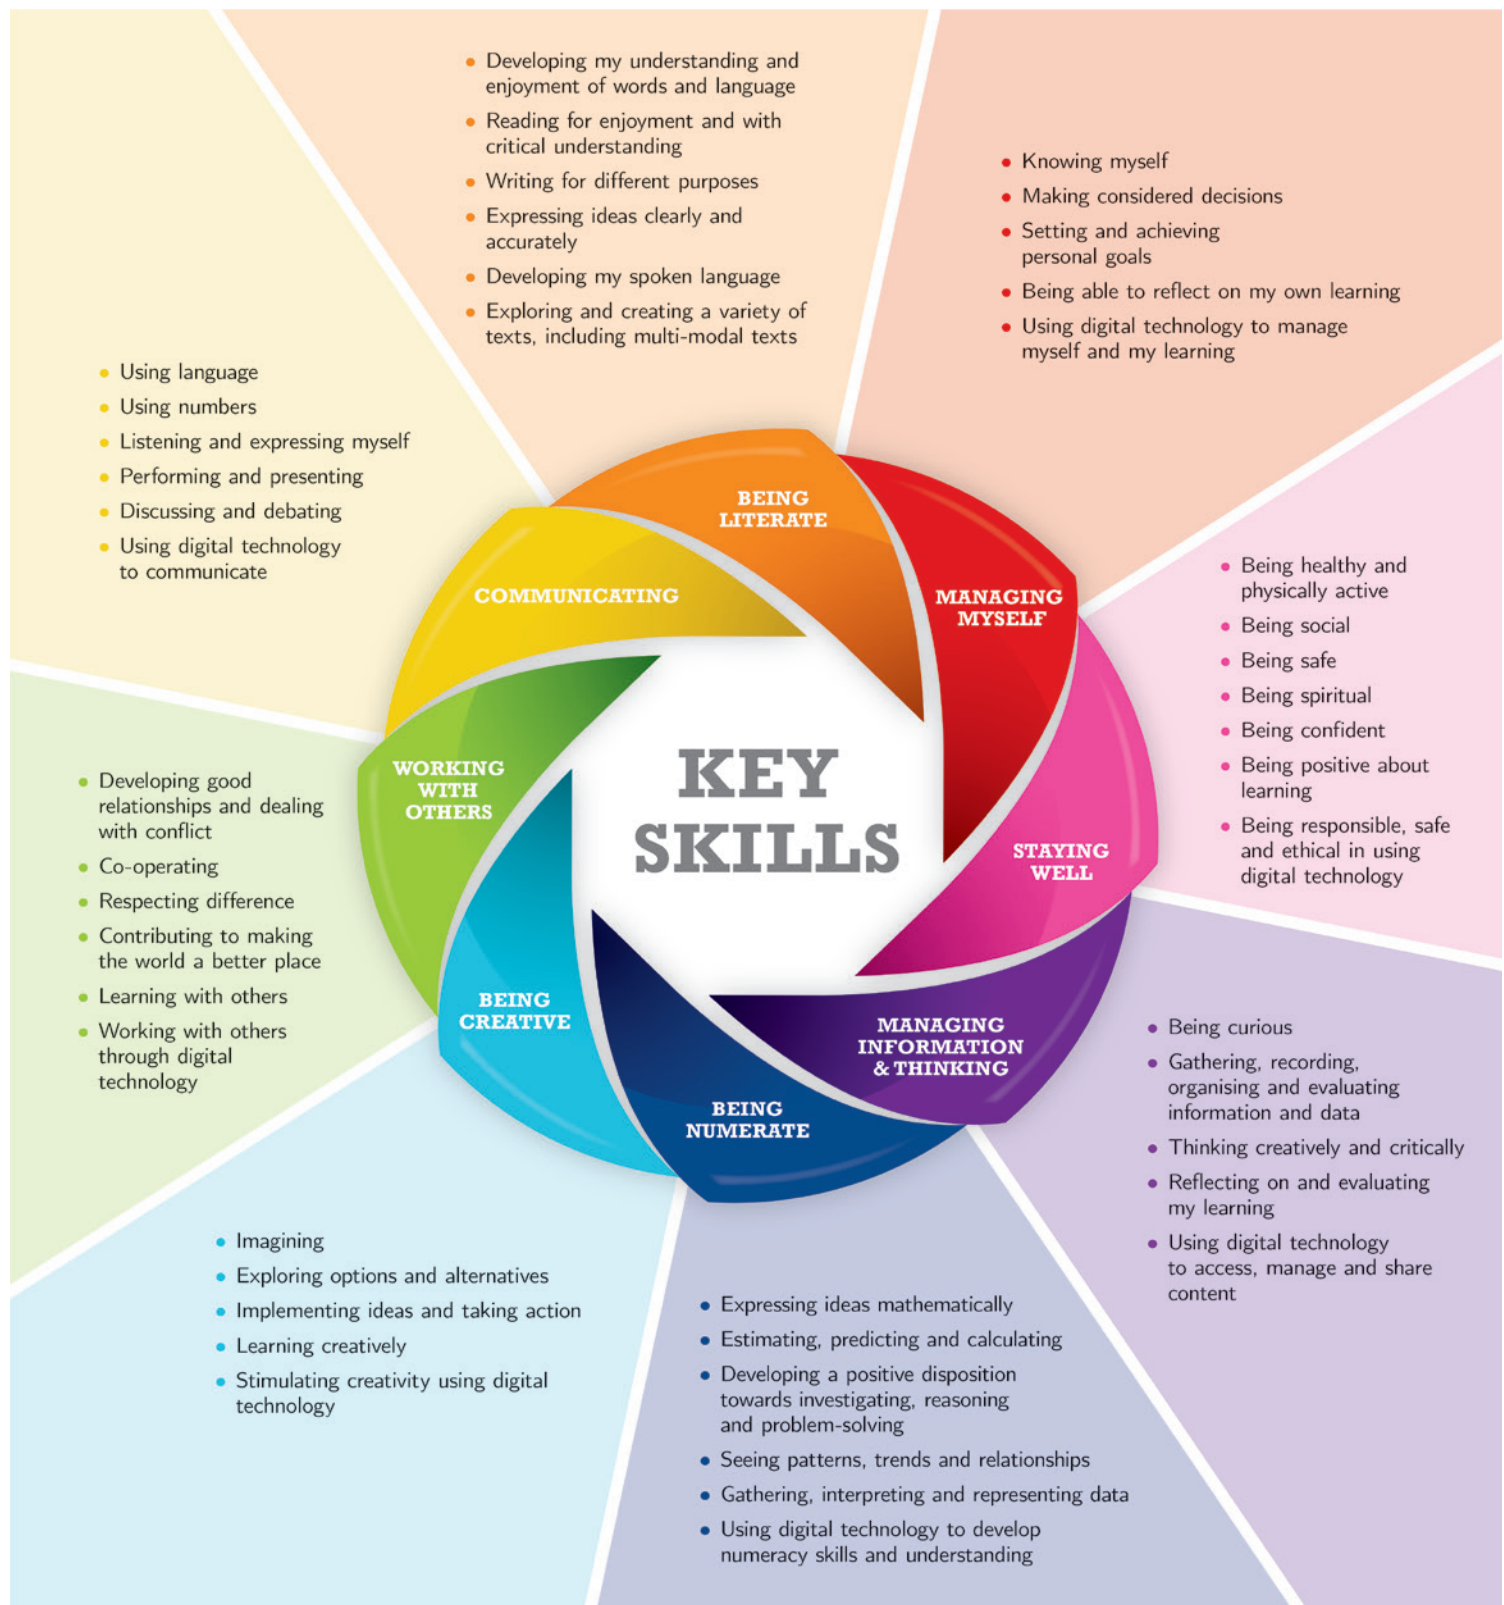 • Developing my understanding and
enjoyment of words and language
• Reading for enjoyment and with
critical understanding
• Writing for different purposes
• Expressing ideas clearly and
accurately
• Developing my spoken language
• Exploring and creating a variety of
texts, including multi-modal texts
• Knowing myself
• Making considered decisions
• Setting and achieving
personal goals
• Being able to reflect on my own learning
• Using digital technology to manage
myself and my learning
• Using language
• Using numbers
• Listening and expressing myself
• Performing and presenting
• Discussing and debating
• Using digital technology
to communicate
BEING
LITERATE
COMMUNICATING
MANAGING
MYSELF
• Being healthy and
physically active
• Being social
• Being safe
• Being spiritual
• Being confident
• Being positive about
learning
• Being responsible, safe
and ethical in using
digital technology
WORKING
WITH
OTHERS
KEY
SKILLS
STAYING
WELL
• Developing good
relationships and dealing
with conflict
• Co-operating
• Respecting difference
• Contributing to making
the world a better place
• Learning with others
• Working with others
through digital
technology
BEING
CREATIVE
MANAGING
INFORMATION
& THINKING
BEING
NUMERATE
• Being curious
• Gathering, recording,
organising and evaluating
information and data
• Thinking creatively and critically
• Reflecting on and evaluating
my learning
• Using digital technology
to access, manage and share
content
• Imagining
• Exploring options and alternatives
• Implementing ideas and taking action
• Learning creatively
• Stimulating creativity using digital
technology
• Expressing ideas mathematically
• Estimating, predicting and calculating
• Developing a positive disposition
towards investigating, reasoning
and problem-solving
• Seeing patterns, trends and relationships
• Gathering, interpreting and representing data
• Using digital technology to develop
numeracy skills and understanding